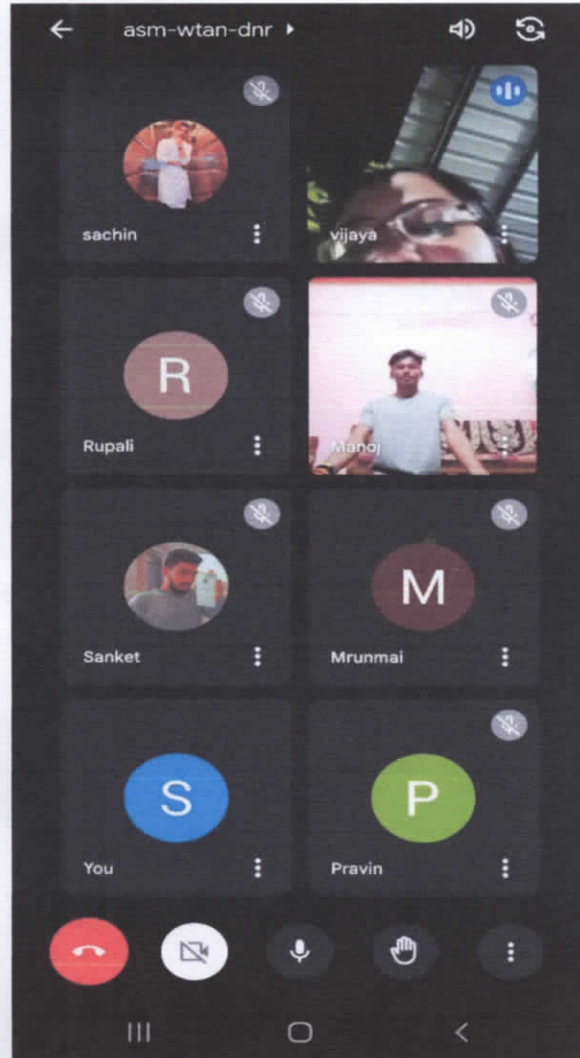 asm-wtan-dnr
sachin
vijaya
R
Rupali
Manoj
Sanket
M
Mrunmai
S
You
P
Pravin